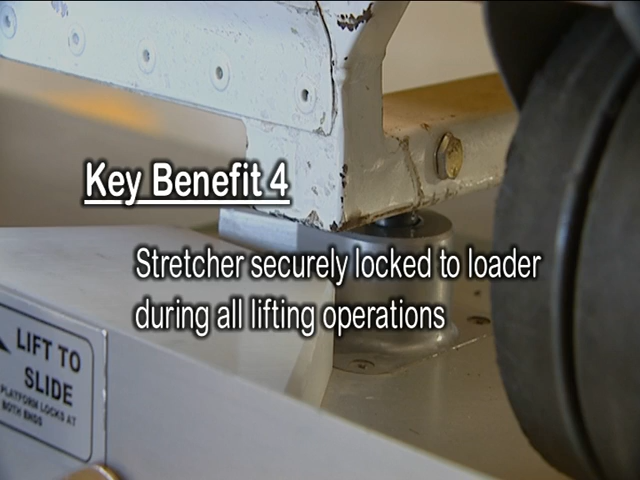 Key Benefit 4
Stretcher securely locked to loader
during all lifting operations
LIFT TO
SLIDE
PLATFORM LOCKS AT
BOTH ENDS